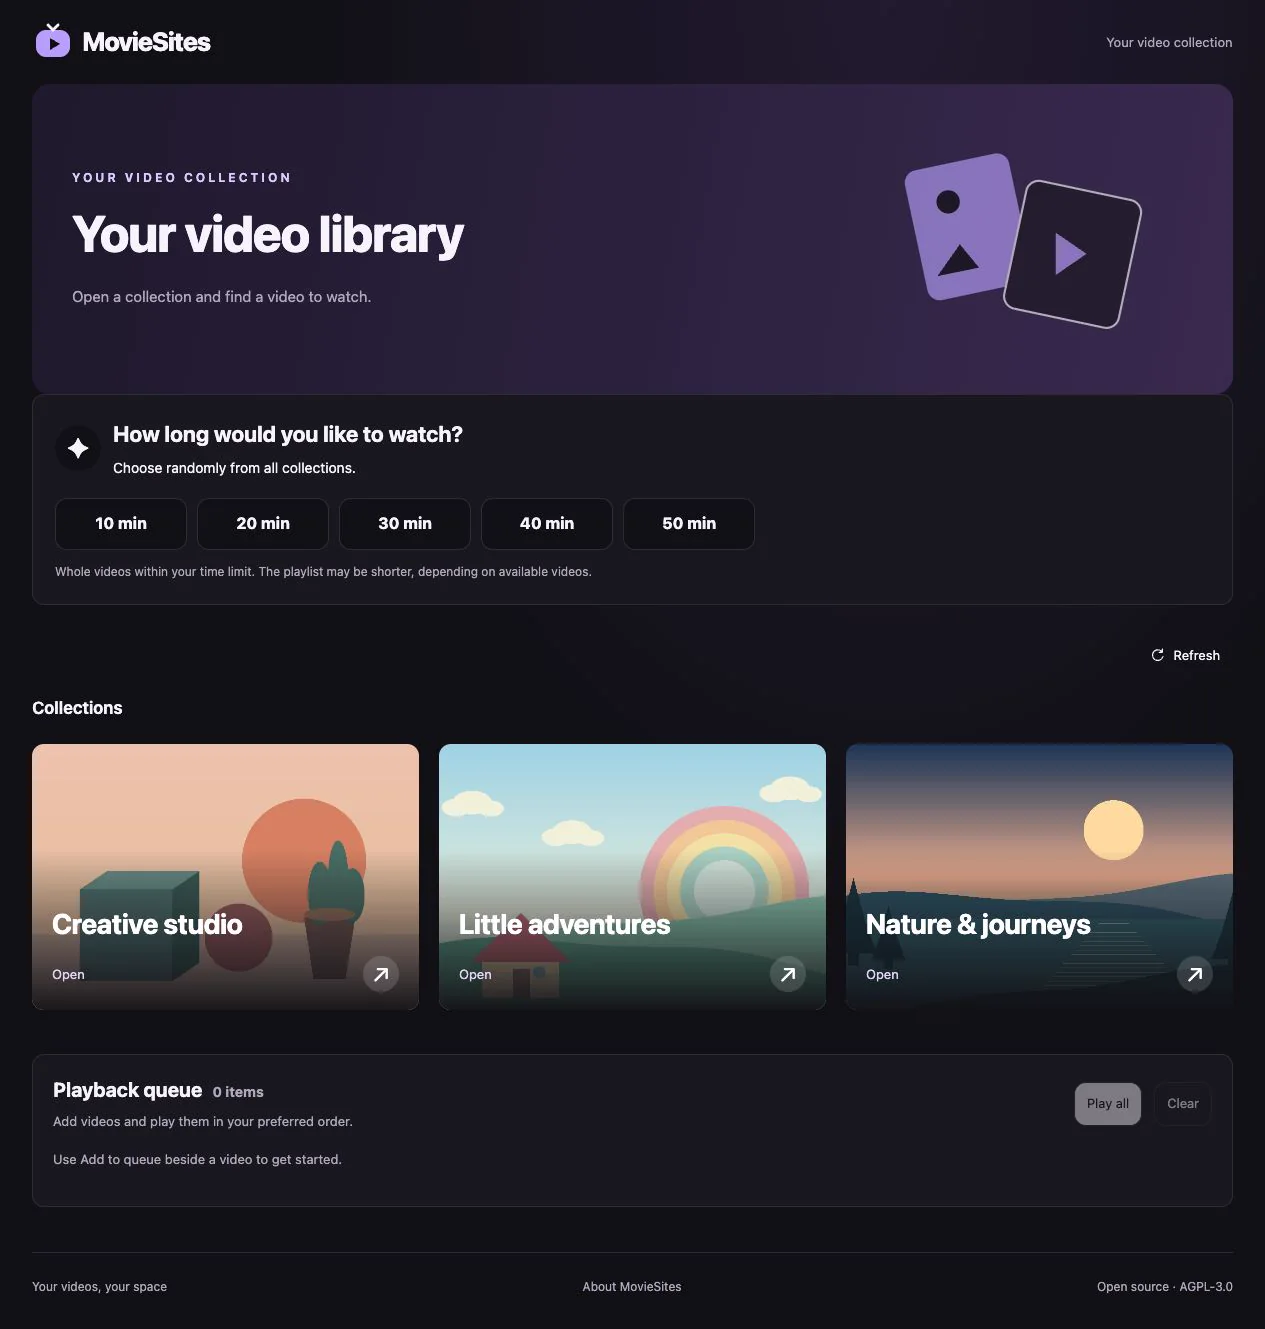 MovieSites
Your video collection
YOUR VIDEO COLLECTION
Your video library
Open a collection and find a video to watch.
How long would you like to watch?
Choose randomly from all collections.
10 min
20 min
30 min
40 min
50 min
Whole videos within your time limit. The playlist may be shorter, depending on available videos.
Refresh
Collections
Creative studio
Open
Little adventures
Open
Nature & journeys
Open
Playback queue 0 items
Add videos and play them in your preferred order.
Play all
Clear
Use Add to queue beside a video to get started.
Your videos, your space
About MovieSites
Open source · AGPL-3.0